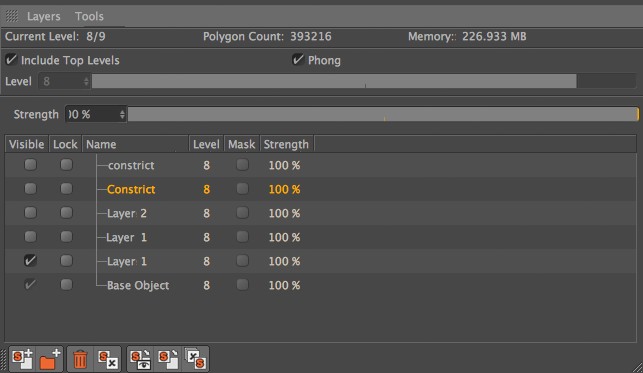 Layers Tools
Current Level: 8/9 Polygon Count: 393216 Memory: 226.933 MB
Include Top Levels Phong
Level 8
Strength )0 %
Visible Lock Name Level Mask Strength
constrict 8 100 %
Constrict 8 100 %
Layer 2 8 100 %
Layer 1 8 100 %
Layer 1 8 100 %
Base Object 8 100 %